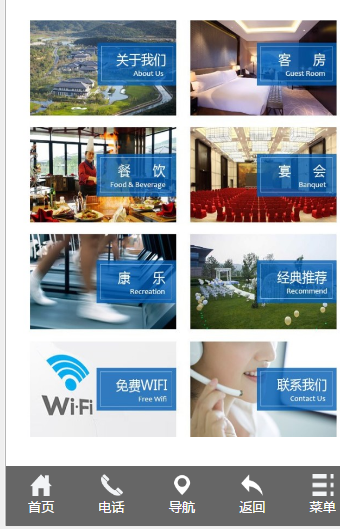 关于我们
About Us
客 房
Guest Room
餐 饮
Food & Beverage
宴 会
Banquet
康 乐
Recreation
经典推荐
Recommend
Wi-Fi
免费WIFI
Free Wifi
联系我们
Contact Us
首页 电话 导航 返回 菜单